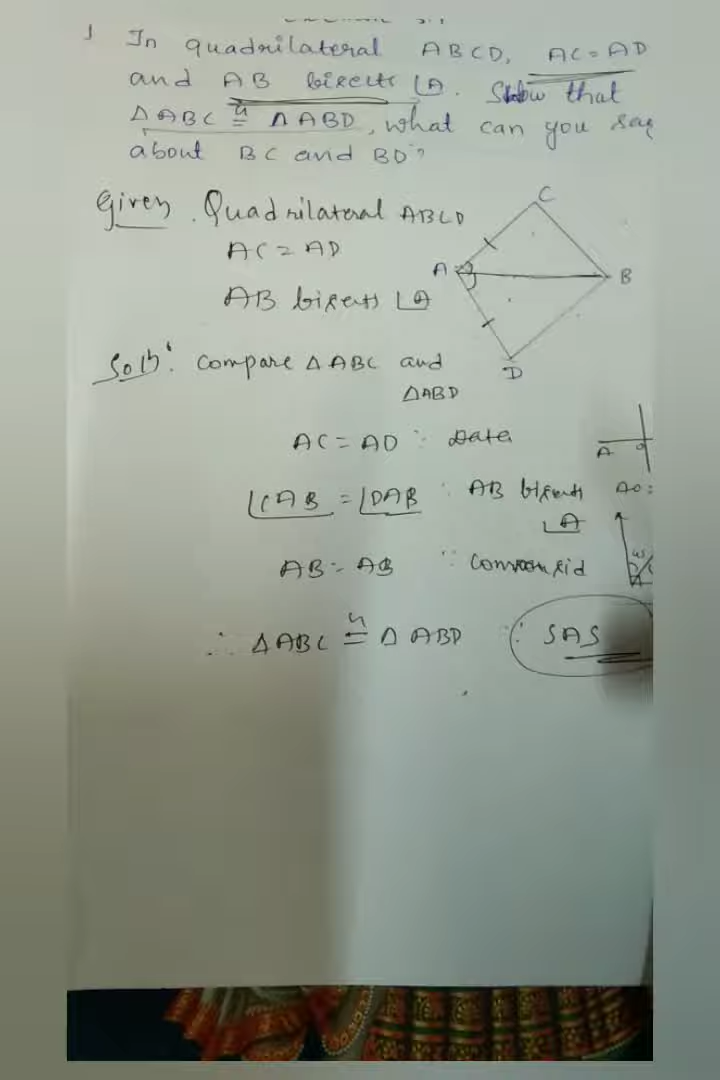 1 In quadrilateral ABCD, AC=AD
and AB bisects ∠A. Show that
△ABC ≅ △ABD, what can you say
about BC and BD?
Given. Quadrilateral ABCD
AC = AD
AB bisects ∠A
C
A
B
D
Soln: compare △ABC and
△ABD
AC = AD ∵ Data
A
∠CAB = ∠DAB ∵ AB bisects
∠A
AO =
AB = AB ∵ common
∴ △ABC ≅ △ABD ∵ SAS